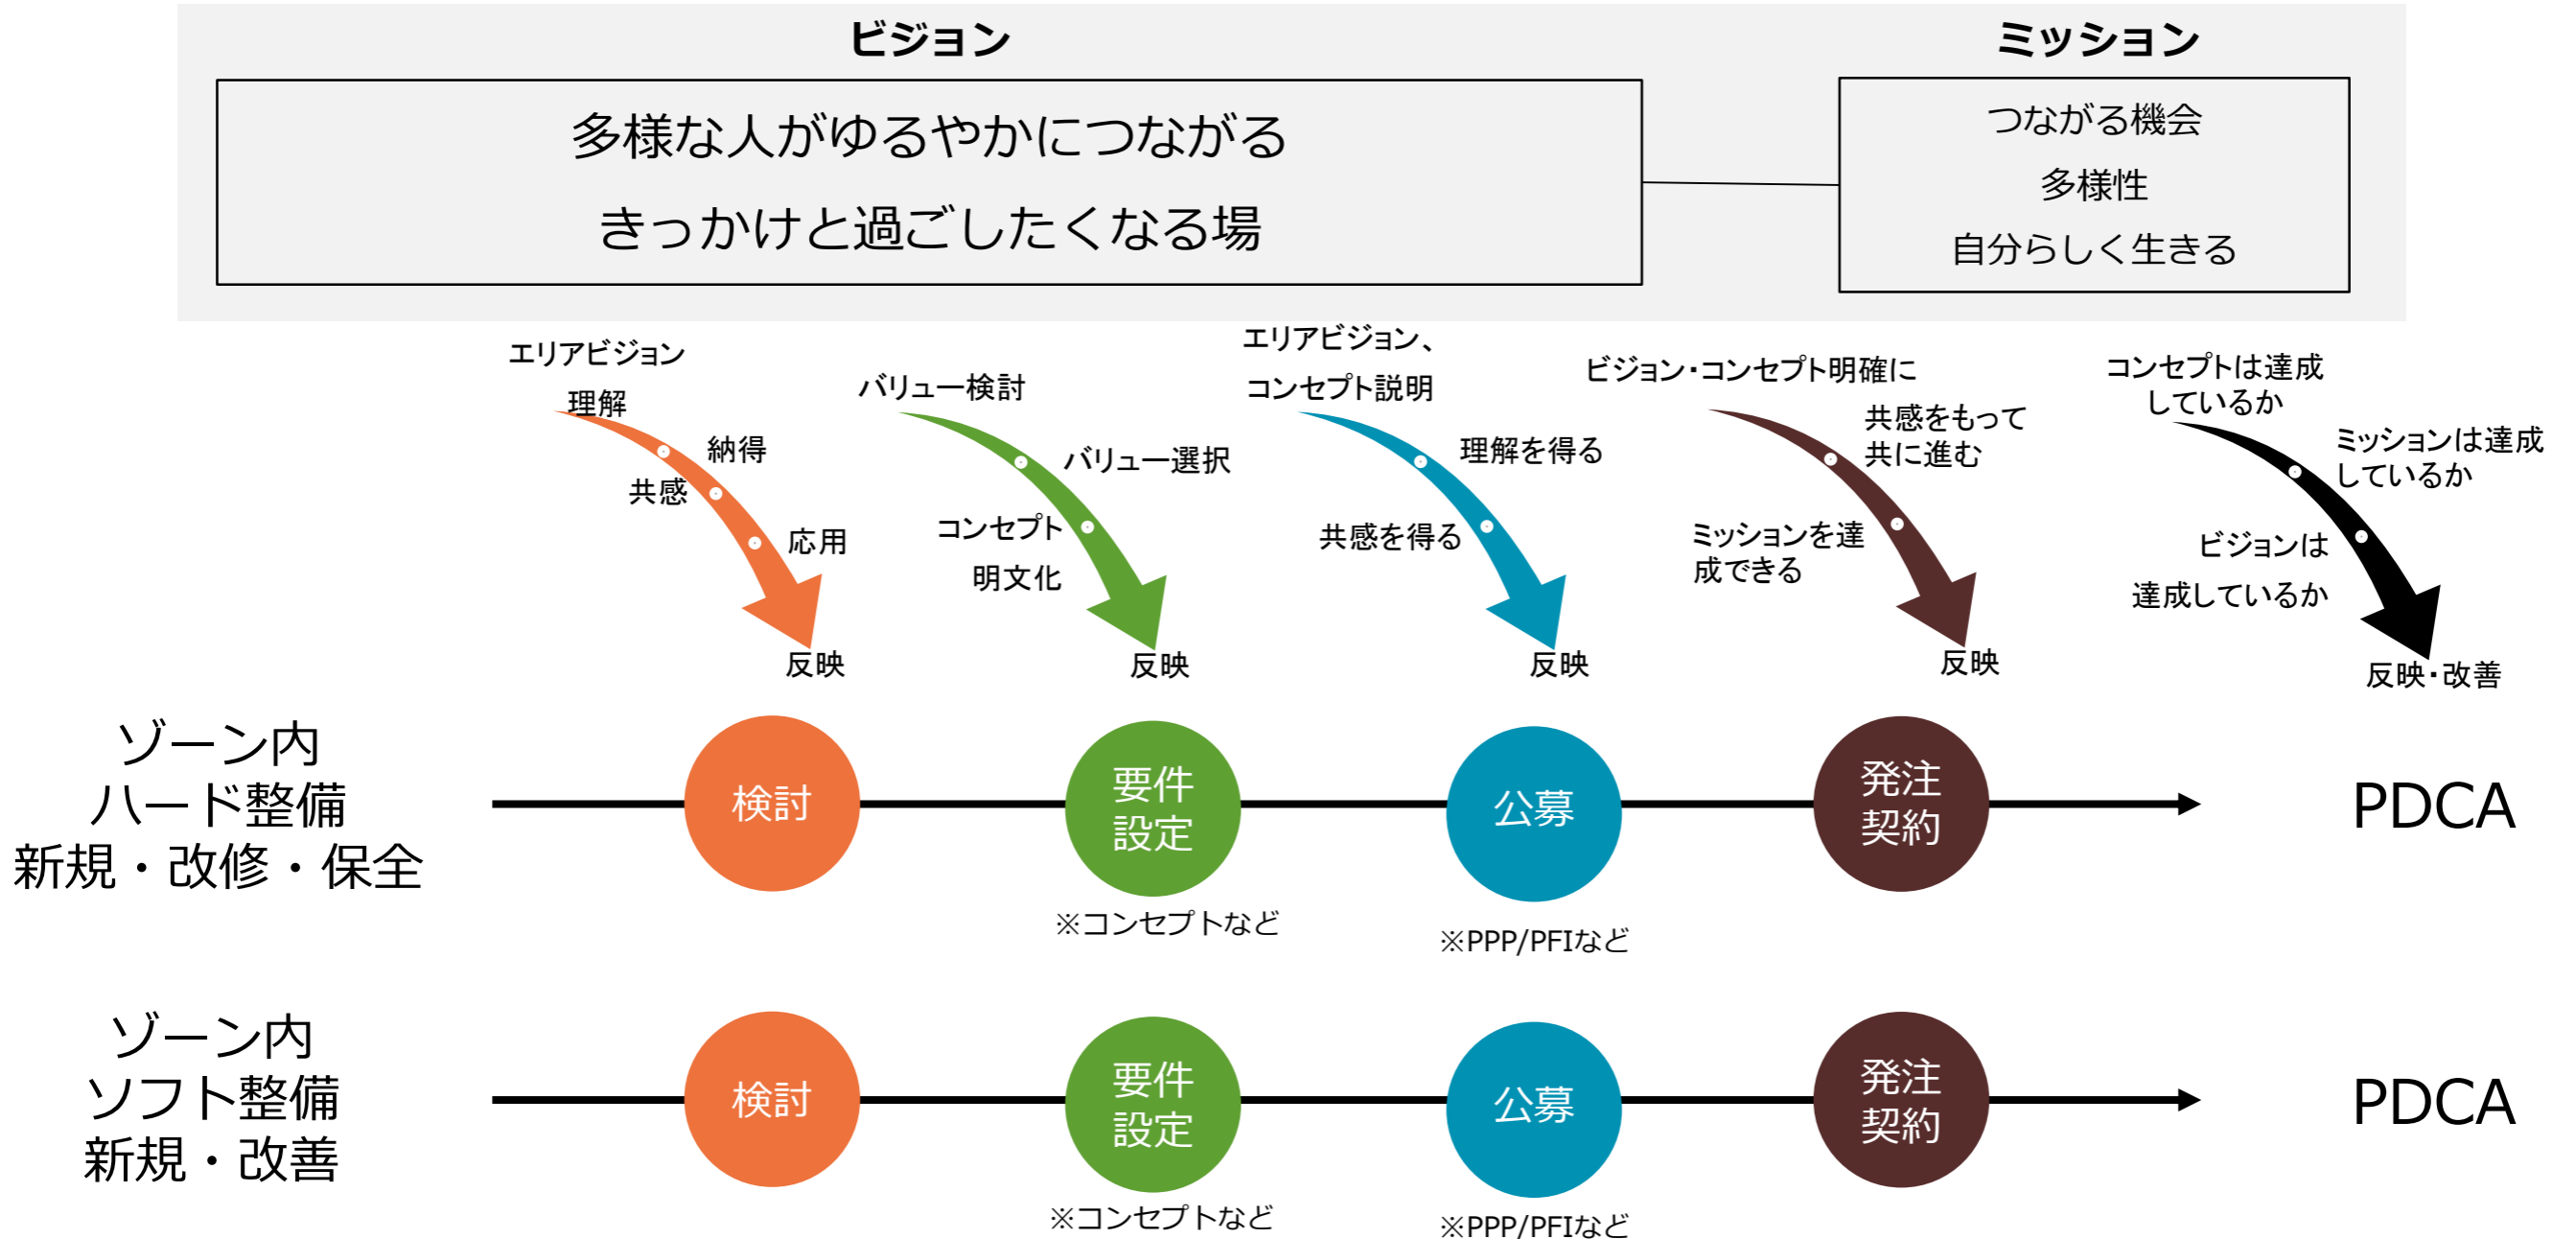 ビジョン
多様な人がゆるやかにつながる
きっかけと過ごしたくなる場
ミッション
つながる機会
多様性
自分らしく生きる
エリアビジョン
理解
納得
共感
応用
反映
バリュー検討
バリュー選択
コンセプト
明文化
反映
エリアビジョン、
コンセプト説明
理解を得る
共感を得る
反映
ビジョン・コンセプト明確に
共感をもって
共に進む
ミッションを達
成できる
反映
コンセプトは達成
しているか
ミッションは達成
しているか
ビジョンは
達成しているか
反映・改善
ゾーン内
ハード整備
新規・改修・保全
検討
要件
設定
※コンセプトなど
公募
※PPP/PFIなど
発注
契約
PDCA
ゾーン内
ソフト整備
新規・改善
検討
要件
設定
※コンセプトなど
公募
※PPP/PFIなど
発注
契約
PDCA